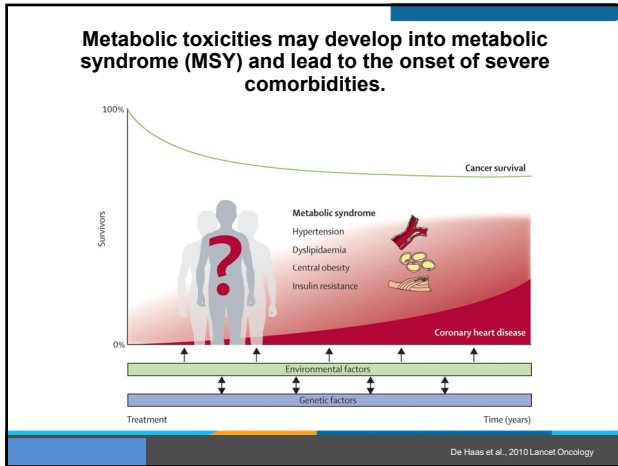 Metabolic toxicities may develop into metabolic
syndrome (MSY) and lead to the onset of severe
comorbidities.
100%
Cancer survival
Survivors
Metabolic syndrome
Hypertension
Dyslipidaemia
Central obesity
Insulin resistance
?
Coronary heart disease
0%
Environmental factors
Genetic factors
Treatment
Time (years)
De Haas et al., 2010 Lancet Oncology